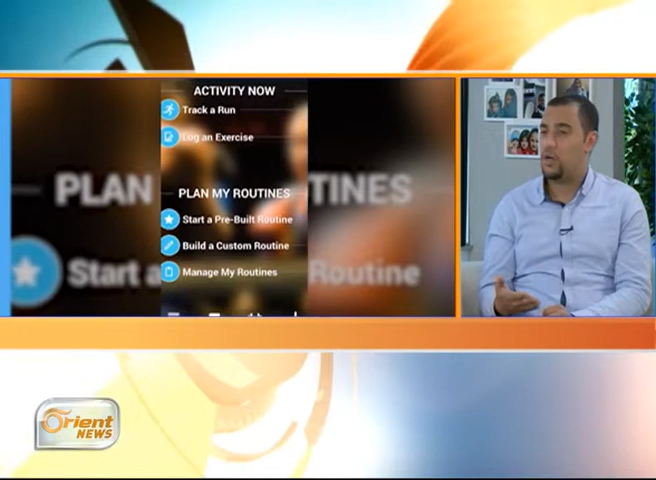 ACTIVITY NOW
Track a Run
Log an Exercise
PLAN MY ROUTINES
Start a Pre-Built Routine
Build a Custom Routine
Manage My Routines
PLAN
TINES
Start a
Routine
Orient
NEWS